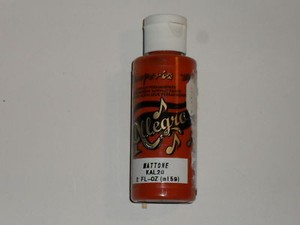 Allegro
MATTONE
KAL20
2 FL-OZ (ml59)